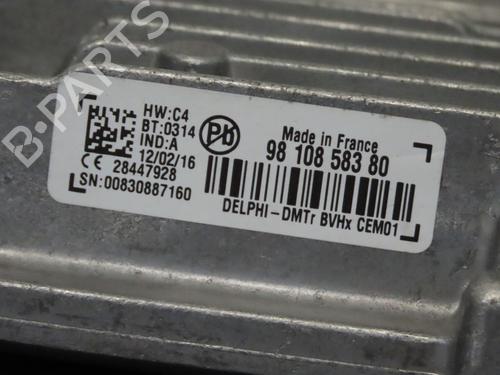 HW:C4
BT:0314
IND:A
12/02/16
CE 28447928
SN:00830887160
Pb
Made in France
98 108 583 80
DELPHI-DMTr BVHx CEM01
B-PARTS